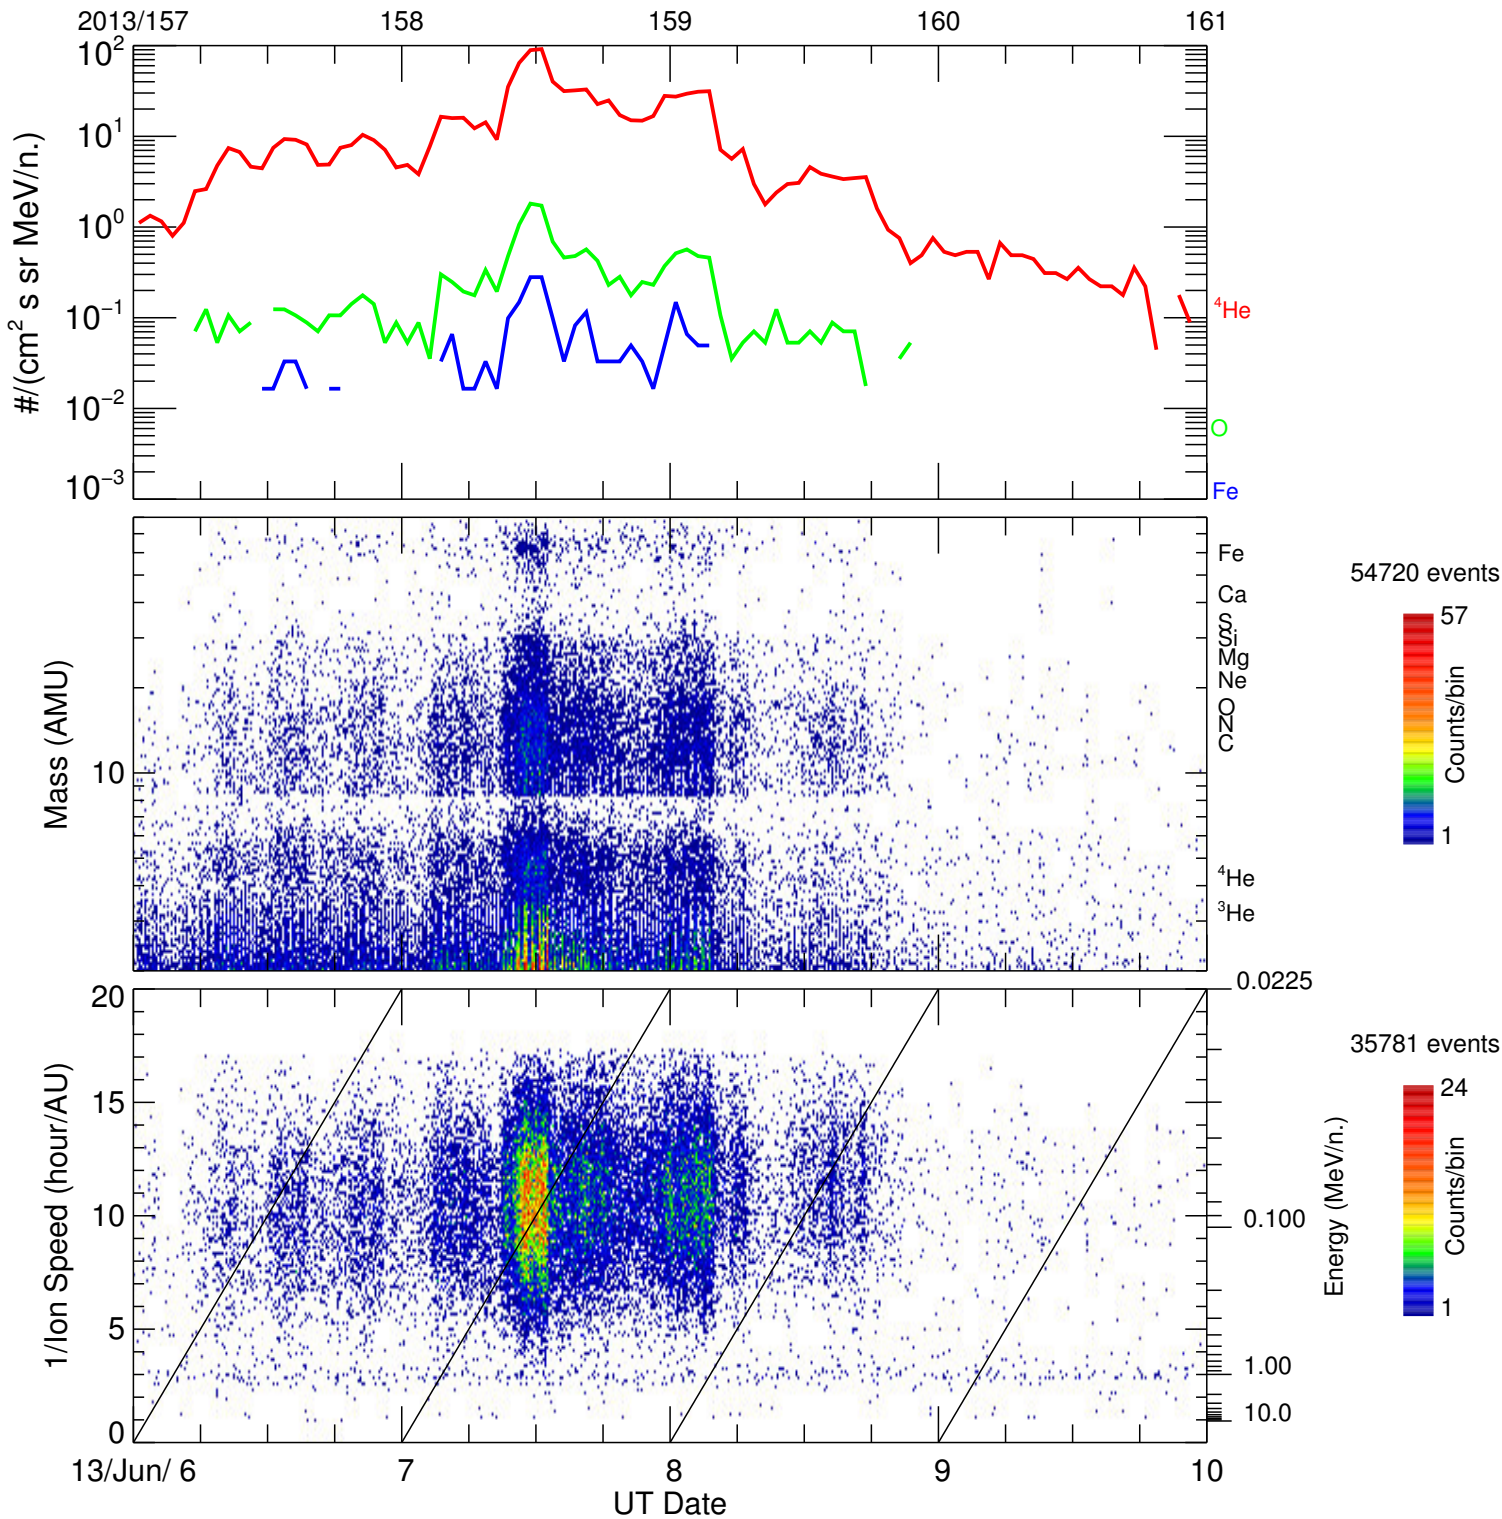 2013/157 158 159 160 161
10²
10¹
10⁰
10⁻¹
10⁻²
10⁻³
#/(cm² s sr MeV/n.)
⁴He
O
Fe
Mass (AMU)
10
Fe
Ca
S
Si
Mg
Ne
O
N
C
⁴He
³He
54720 events
57
Counts/bin
1
1/Ion Speed (hour/AU)
20
15
10
5
0
0.0225
0.100
1.00
10.0
Energy (MeV/n.)
35781 events
24
Counts/bin
1
13/Jun/ 6 7 8 9 10
UT Date